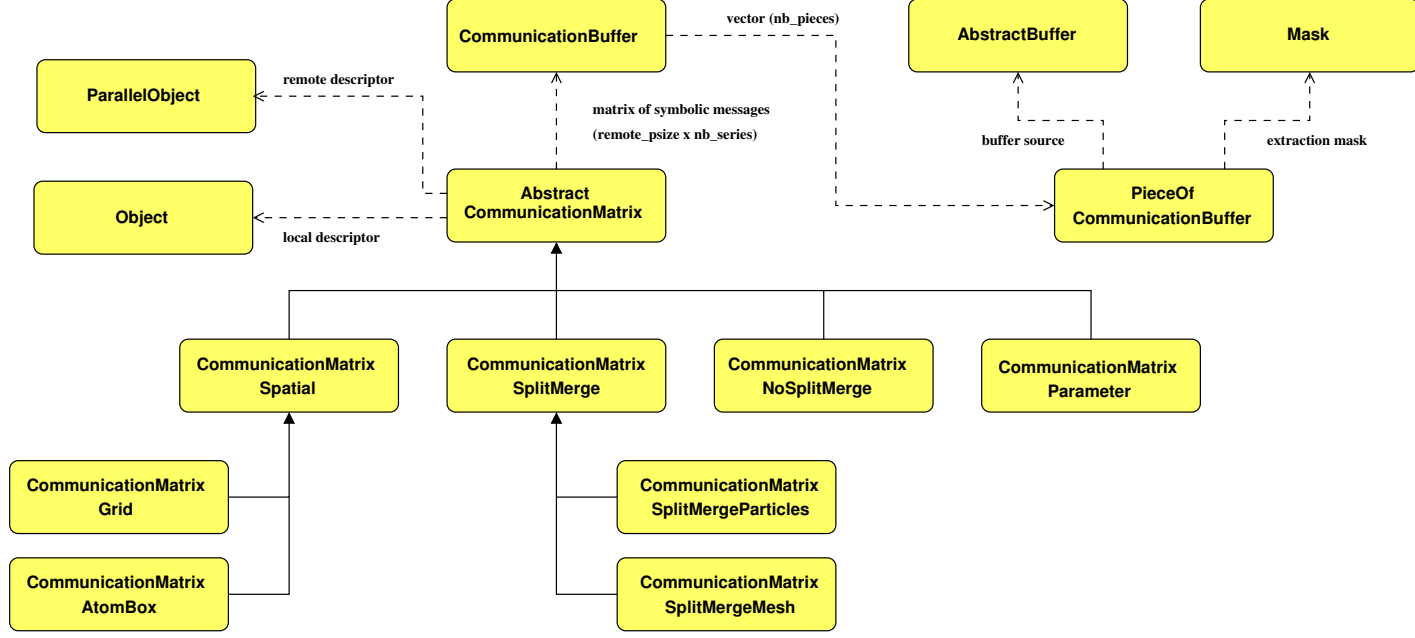 vector (nb_pieces)
CommunicationBuffer
AbstractBuffer
Mask
remote descriptor
ParallelObject
matrix of symbolic messages
(remote_psize x nb_series)
buffer source
extraction mask
Abstract
CommunicationMatrix
PieceOf
CommunicationBuffer
Object
local descriptor
CommunicationMatrix
Spatial
CommunicationMatrix
SplitMerge
CommunicationMatrix
NoSplitMerge
CommunicationMatrix
Parameter
CommunicationMatrix
Grid
CommunicationMatrix
SplitMergeParticles
CommunicationMatrix
AtomBox
CommunicationMatrix
SplitMergeMesh